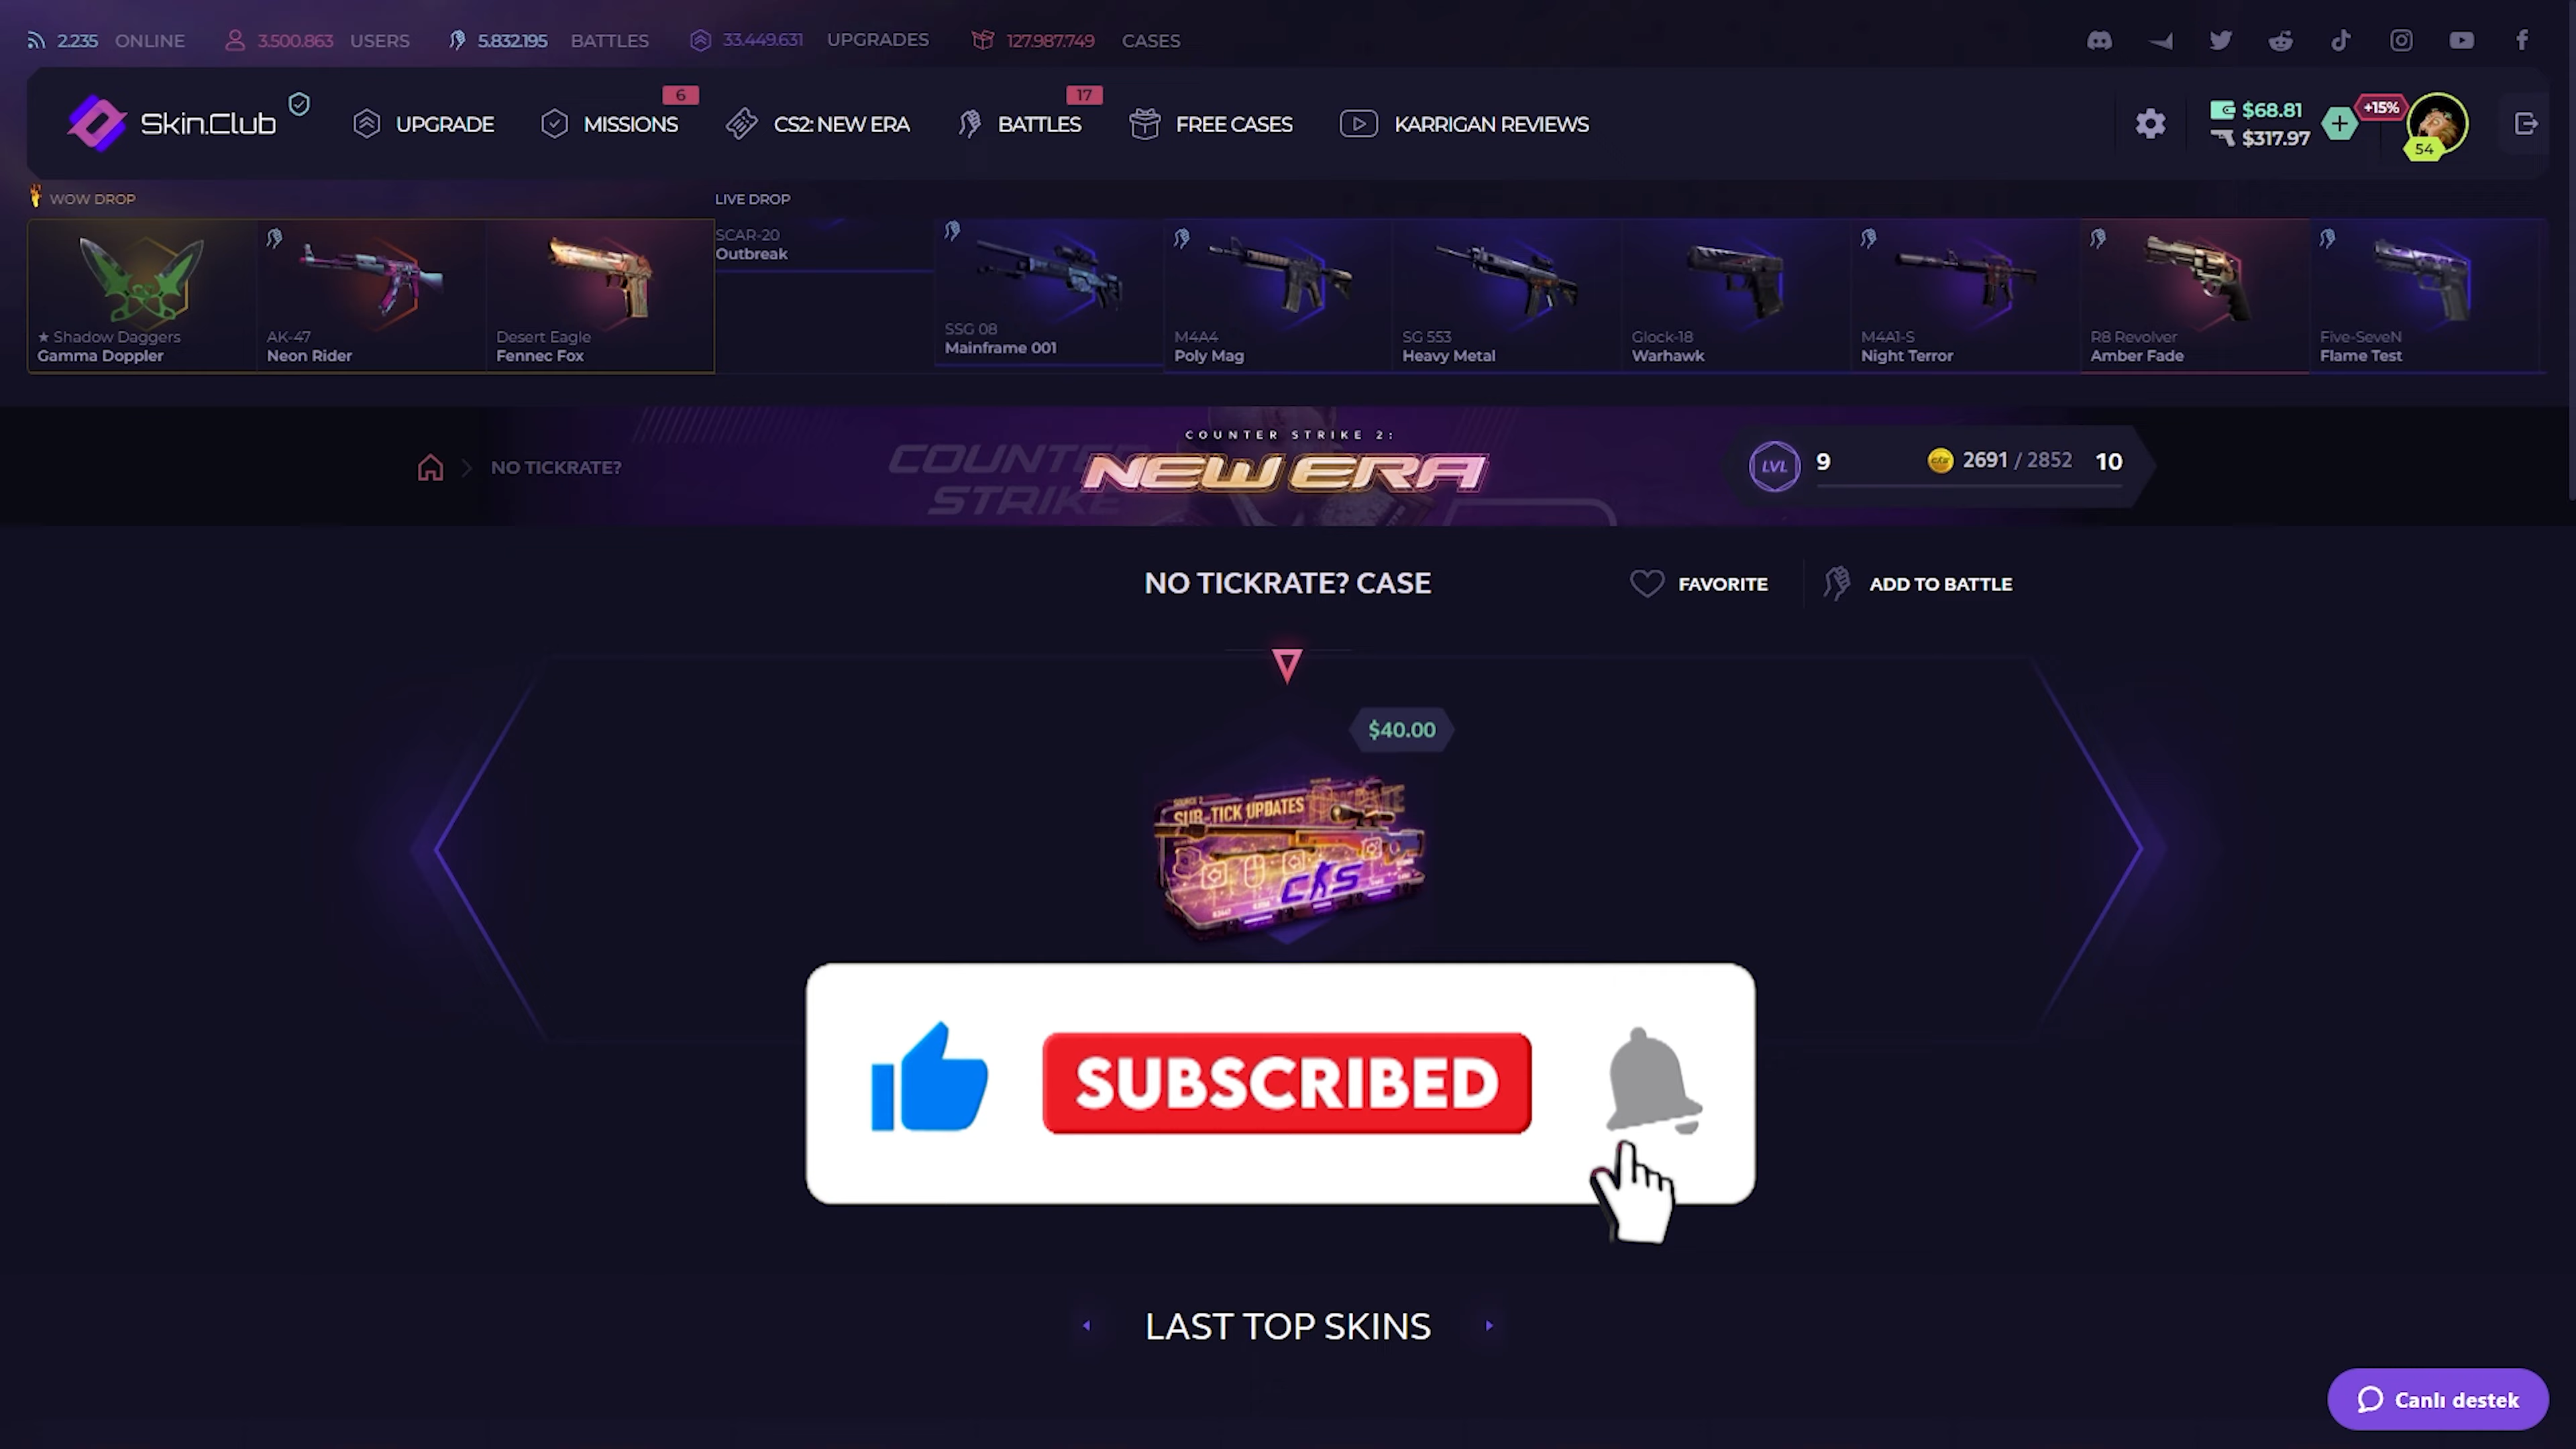 2.235 ONLINE 3.500.863 USERS 5.832.195 BATTLES 33.449.631 UPGRADES 127.987.749 CASES
Skin.Club UPGRADE 6 MISSIONS CS2: NEW ERA 17 BATTLES FREE CASES KARRIGAN REVIEWS $68.81 +15%
$317.97
54
WOW DROP LIVE DROP
★ Shadow Daggers
Gamma Doppler
AK-47
Neon Rider
Desert Eagle
Fennec Fox
SCAR-20
Outbreak
SSG 08
Mainframe 001
M4A4
Poly Mag
SG 553
Heavy Metal
Glock-18
Warhawk
M4A1-S
Night Terror
R8 Revolver
Amber Fade
Five-SeveN
Flame Test
NO TICKRATE?
COUNTER STRIKE 2:
NEW ERA
LVL 9 2691 / 2852 10
NO TICKRATE? CASE FAVORITE ADD TO BATTLE
$40.00
SOURCE 2
SUB-TICK UPDATES
CS
SUBSCRIBED
LAST TOP SKINS
Canlı destek